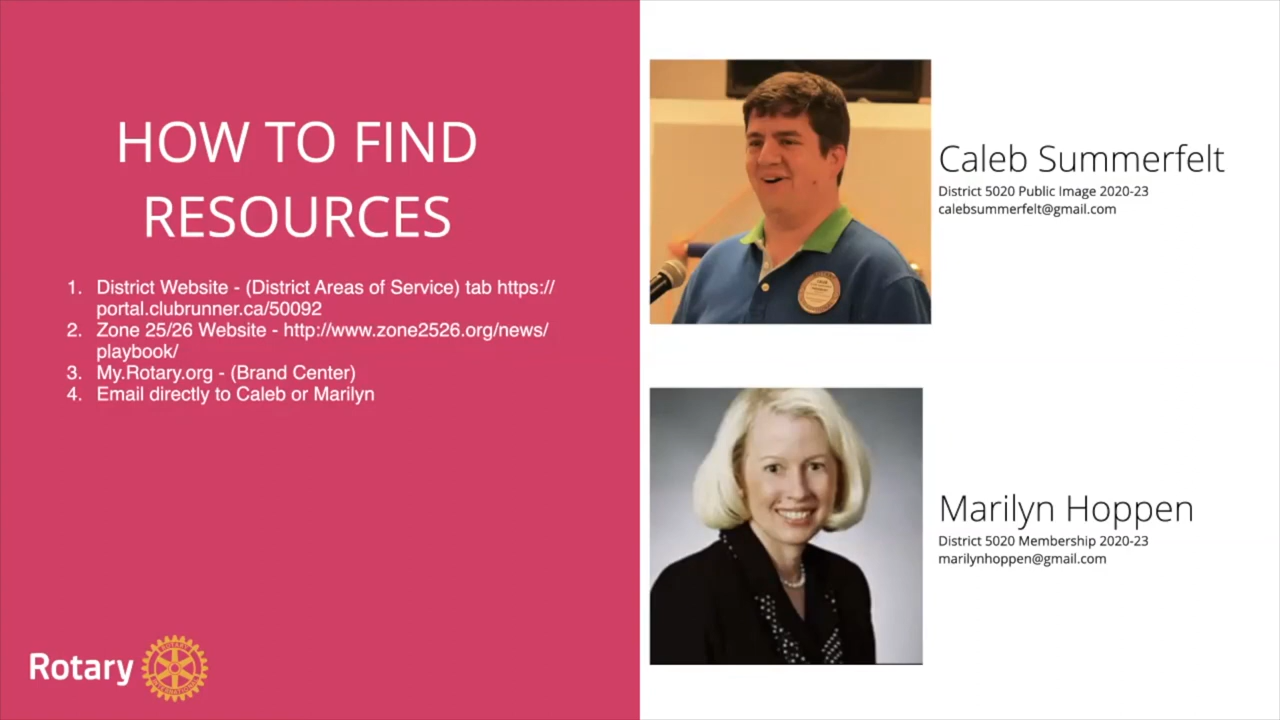 HOW TO FIND
RESOURCES
1. District Website - (District Areas of Service) tab https://
portal.clubrunner.ca/50092
2. Zone 25/26 Website - http://www.zone2526.org/news/
playbook/
3. My.Rotary.org - (Brand Center)
4. Email directly to Caleb or Marilyn
Rotary
ROTARY
INTERNATIONAL
Caleb Summerfelt
District 5020 Public Image 2020-23
calebsummerfelt@gmail.com
Marilyn Hoppen
District 5020 Membership 2020-23
marilynhoppen@gmail.com